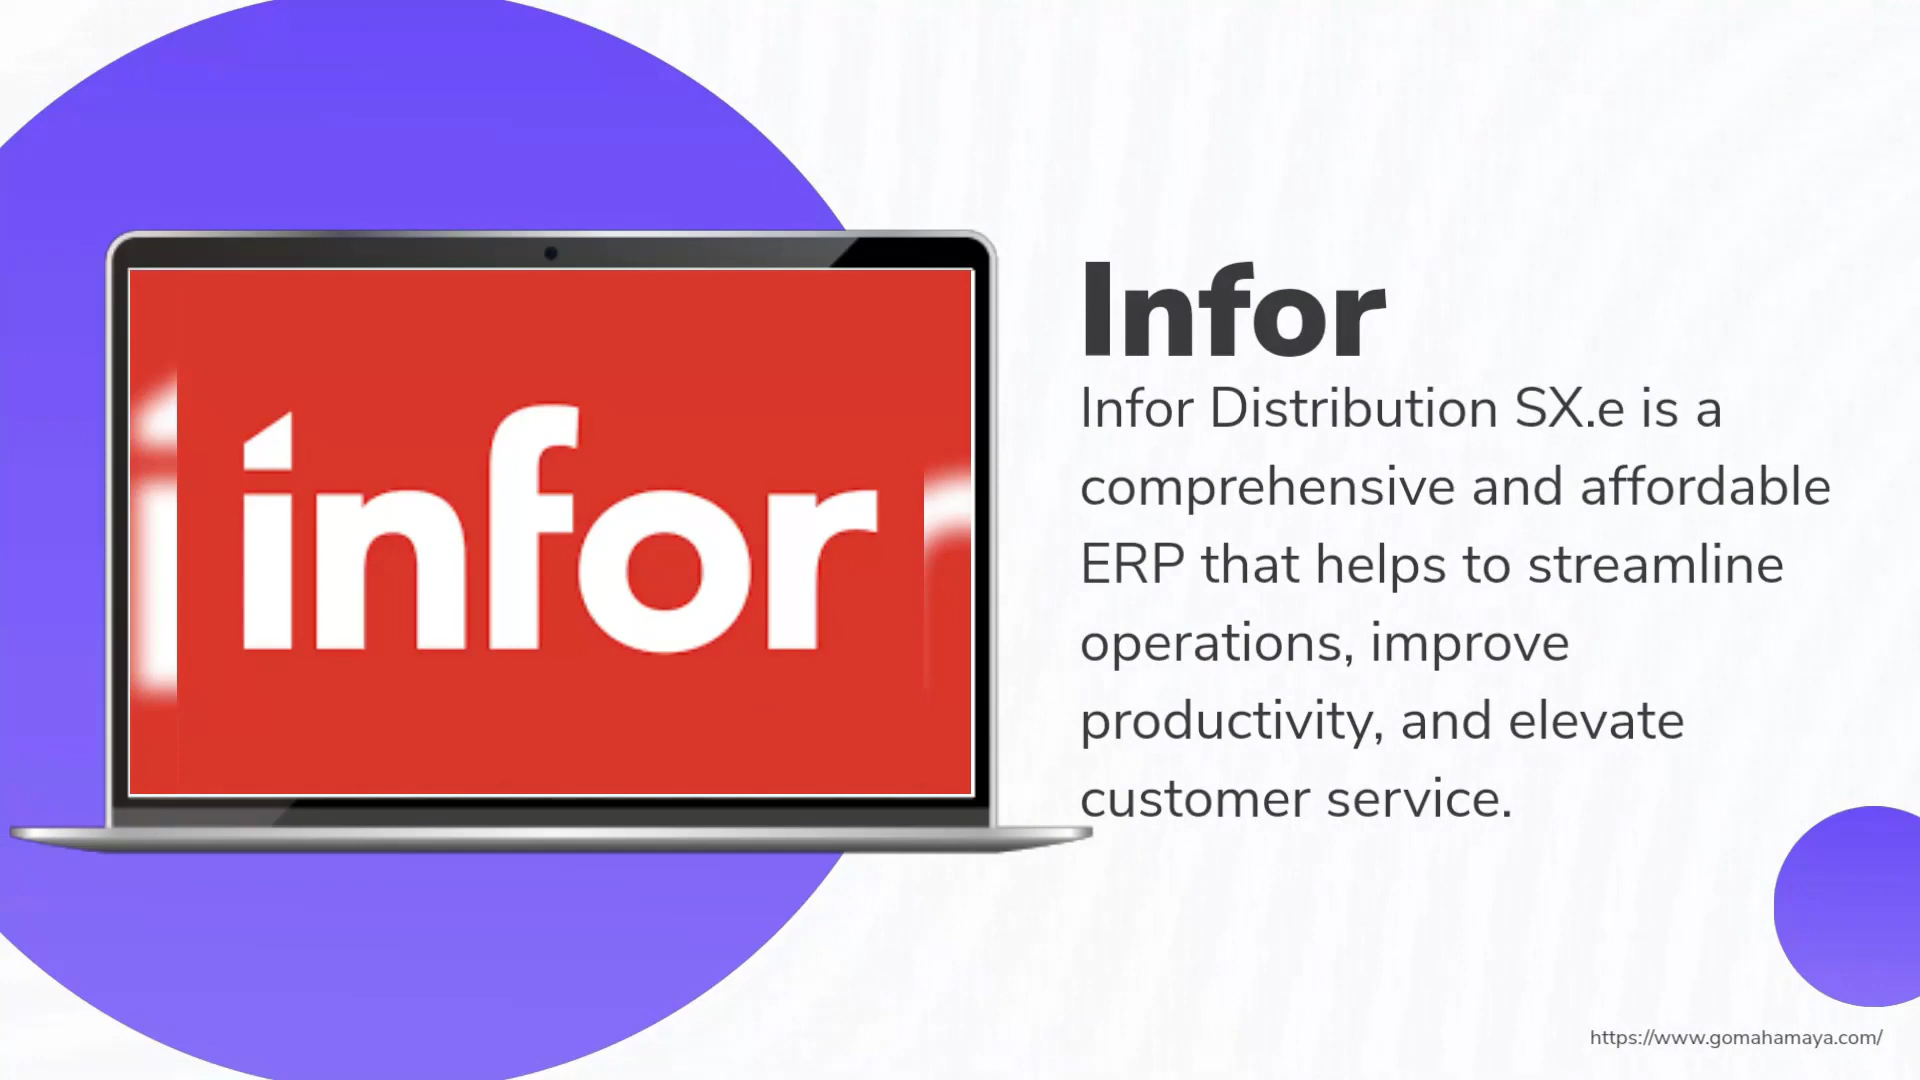 infor
Infor
Infor Distribution SX.e is a
comprehensive and affordable
ERP that helps to streamline
operations, improve
productivity, and elevate
customer service.
https://www.gomahamaya.com/